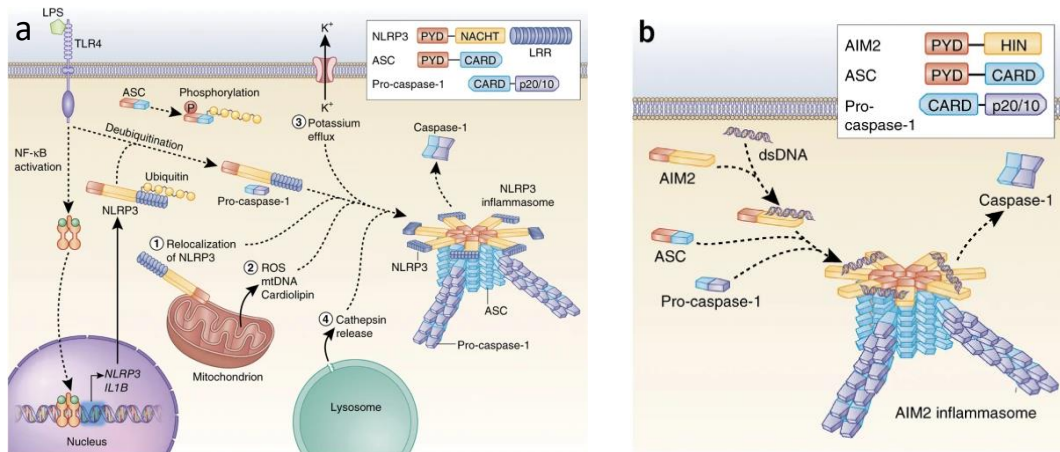 a
LPS
TLR4
K+
K+
NLRP3 PYD NACHT LRR
ASC PYD CARD
Pro-caspase-1 CARD p20/10
ASC
Phosphorylation
P
Deubiquitination
3 Potassium
efflux
NF-κB
activation
Ubiquitin
NLRP3
Pro-caspase-1
Caspase-1
NLRP3
inflammasome
1 Relocalization
of NLRP3
2 ROS
mtDNA
Cardiolipin
NLRP3
ASC
4 Cathepsin
release
Pro-caspase-1
Mitochondrion
Lysosome
NLRP3
IL1B
Nucleus
b
AIM2 PYD HIN
ASC PYD CARD
Pro-
caspase-1 CARD p20/10
dsDNA
AIM2
ASC
Pro-caspase-1
Caspase-1
AIM2 inflammasome